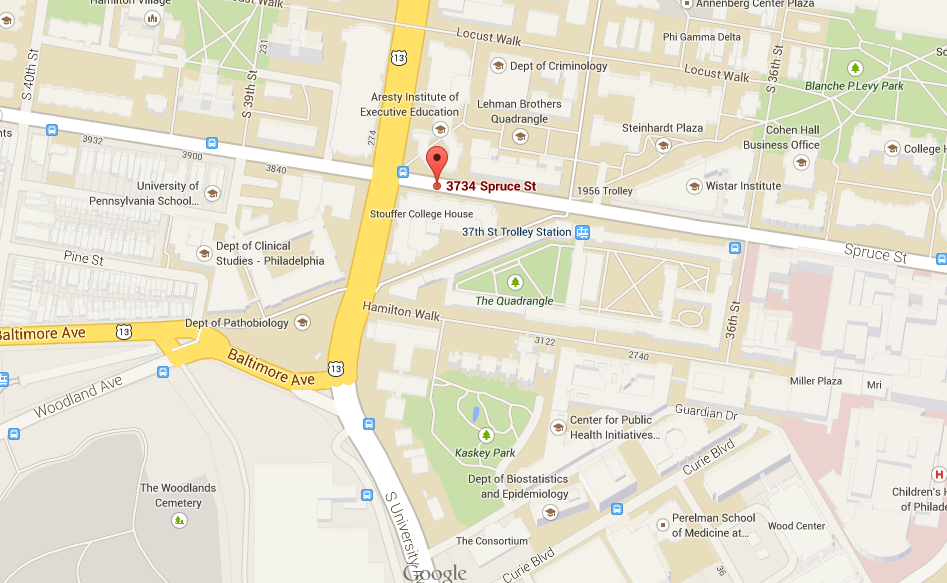 Hamilton Village
Annenberg Center Plaza
Locust Walk
Phi Gamma Delta
S 36th St
S 40th St
231
S 39th St
13
Dept of Criminology
Locust Walk
Blanche P. Levy Park
Aresty Institute of
Executive Education
Lehman Brothers
Quadrangle
274
Steinhardt Plaza
Cohen Hall
Business Office
College H
nts
3932
3900
3840
3734 Spruce St
1956 Trolley
Wistar Institute
University of
Pennsylvania School...
Stouffer College House
37th St Trolley Station
Dept of Clinical
Studies - Philadelphia
Spruce St
Pine St
The Quadrangle
Hamilton Walk
36th St
Dept of Pathobiology
Baltimore Ave
13
3122
2740
Baltimore Ave
13
Woodland Ave
Miller Plaza
Mri
Guardian Dr
Center for Public
Health Initiatives...
Kaskey Park
Curie Blvd
Dept of Biostatistics
and Epidemiology
The Woodlands
Cemetery
H
Children's H
of Philade
S University
Perelman School
of Medicine at...
Wood Center
The Consortium
Curie Blvd
36
Google